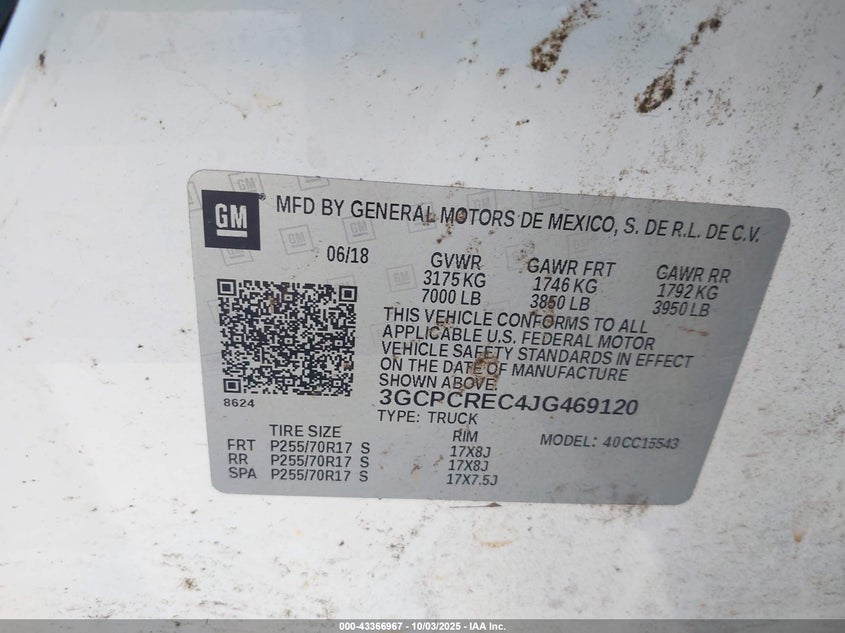 GM® MFD BY GENERAL MOTORS DE MEXICO, S. DE R.L. DE C.V.
06/18 GVWR GAWR FRT GAWR RR
3175 KG 1746 KG 1792 KG
7000 LB 3850 LB 3950 LB
THIS VEHICLE CONFORMS TO ALL
APPLICABLE U.S. FEDERAL MOTOR
VEHICLE SAFETY STANDARDS IN EFFECT
ON THE DATE OF MANUFACTURE
SHOWN ABOVE.
8624
3GCPCREC4JG469120
TYPE: TRUCK
TIRE SIZE RIM MODEL: 40CC15543
FRT P255/70R17 S 17X8J
RR P255/70R17 S 17X8J
SPA P255/70R17 S 17X7.5J
000-43366967 - 10/03/2025 - IAA Inc.